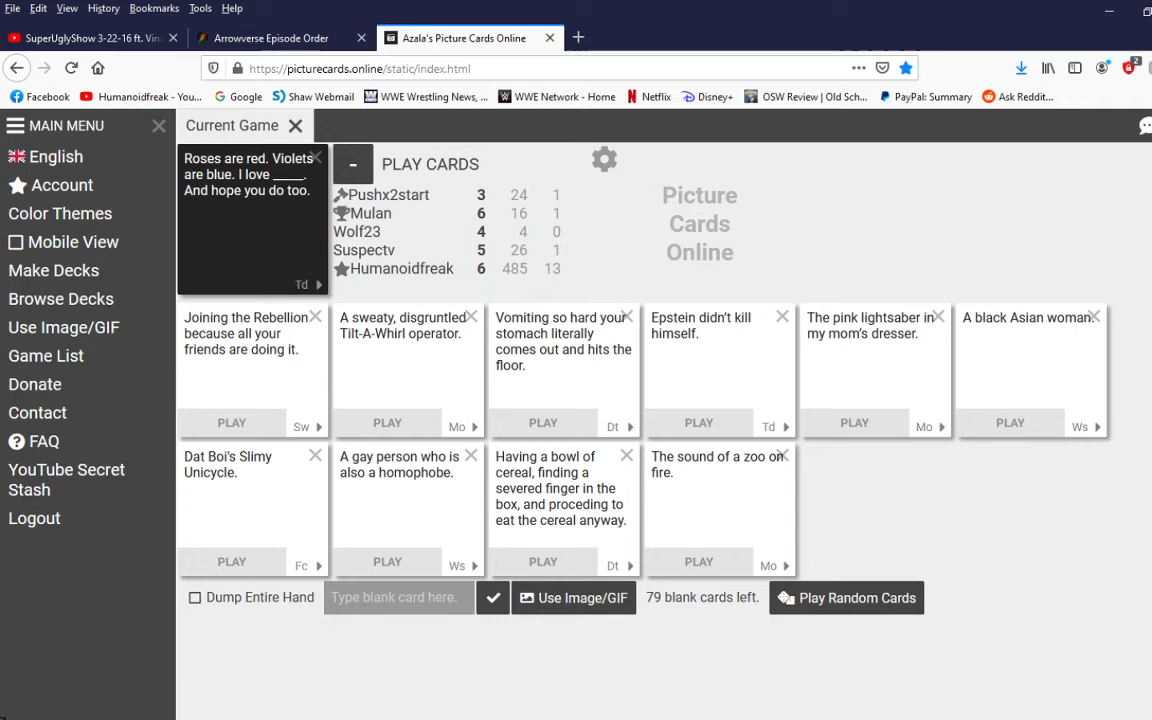 File Edit View History Bookmarks Tools Help
SuperUglyShow 3-22-16 ft. Vinc
Arrowverse Episode Order
Azala's Picture Cards Online
https://picturecards.online/static/index.html
2
Facebook
Humanoidfreak - You...
Google
Shaw Webmail
WWE Wrestling News, ...
WWE Network - Home
Netflix
Disney+
OSW Review | Old Sch...
PayPal: Summary
Ask Reddit...
MAIN MENU
English
Account
Color Themes
Mobile View
Make Decks
Browse Decks
Use Image/GIF
Game List
Donate
Contact
FAQ
YouTube Secret
Stash
Logout
Current Game
Roses are red. Violets
are blue. I love _____.
And hope you do too.
Td
-
PLAY CARDS
Pushx2start 3 24 1
Mulan 6 16 1
Wolf23 4 4 0
Suspectv 5 26 1
Humanoidfreak 6 485 13
Picture
Cards
Online
Joining the Rebellion
because all your
friends are doing it.
PLAY
Sw
A sweaty, disgruntled
Tilt-A-Whirl operator.
PLAY
Mo
Vomiting so hard your
stomach literally
comes out and hits the
floor.
PLAY
Dt
Epstein didn't kill
himself.
PLAY
Td
The pink lightsaber in
my mom's dresser.
PLAY
Mo
A black Asian woman.
PLAY
Ws
Dat Boi's Slimy
Unicycle.
PLAY
Fc
A gay person who is
also a homophobe.
PLAY
Ws
Having a bowl of
cereal, finding a
severed finger in the
box, and proceding to
eat the cereal anyway.
PLAY
Dt
The sound of a zoo on
fire.
PLAY
Mo
Dump Entire Hand
Type blank card here.
Use Image/GIF
79 blank cards left.
Play Random Cards